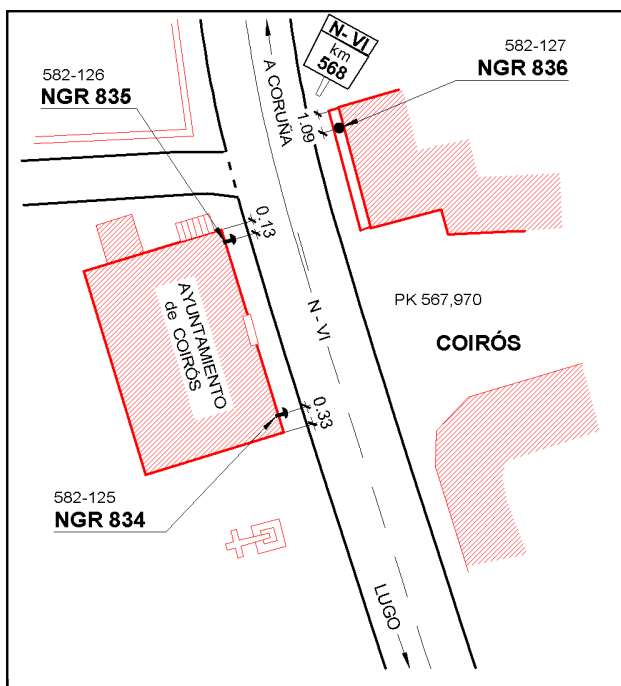 N- VI
km
568
582-127
NGR 836
582-126
NGR 835
A CORUÑA
1.09
0.13
AYUNTAMIENTO
de COIRÓS
N - VI
PK 567,970
COIRÓS
0.33
582-125
NGR 834
LUGO